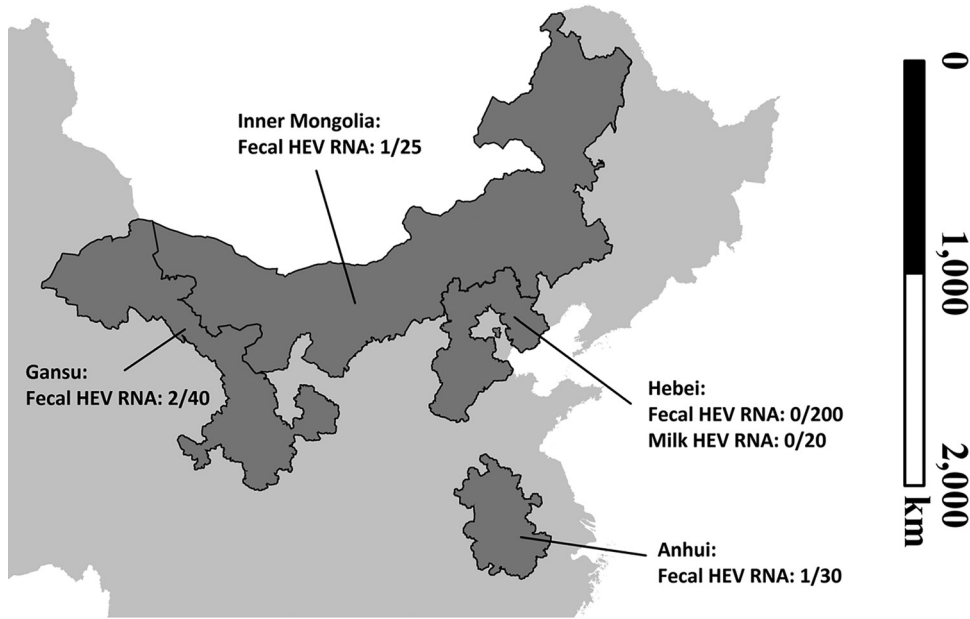 Inner Mongolia:
Fecal HEV RNA: 1/25
Gansu:
Fecal HEV RNA: 2/40
Hebei:
Fecal HEV RNA: 0/200
Milk HEV RNA: 0/20
Anhui:
Fecal HEV RNA: 1/30
0
1,000
2,000
km